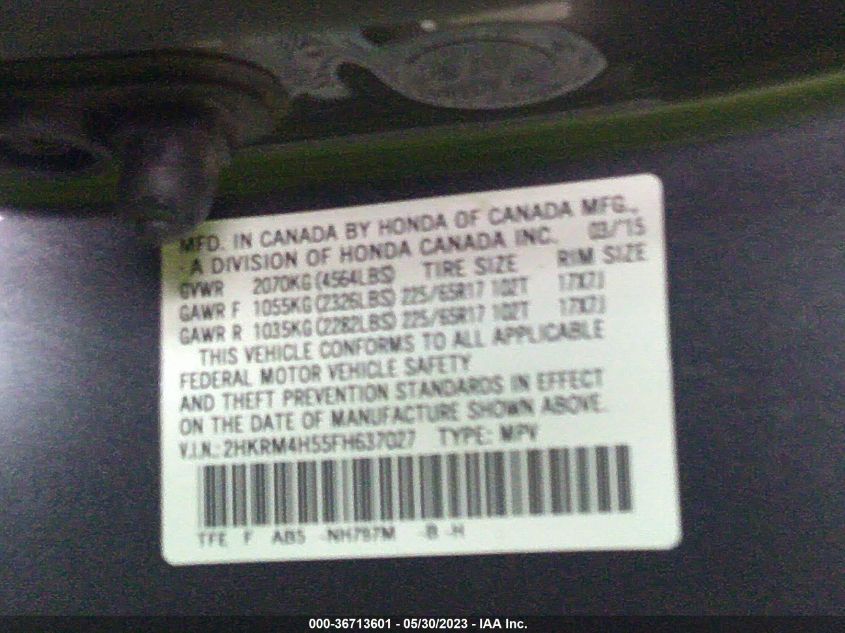 MFD. IN CANADA BY HONDA OF CANADA MFG.,
A DIVISION OF HONDA CANADA INC. 03/'15
GVWR 2070KG (4564LBS) TIRE SIZE RIM SIZE
GAWR F 1055KG (2326LBS) 225/65R17 102T 17X7J
GAWR R 1035KG (2282LBS) 225/65R17 102T 17X7J
THIS VEHICLE CONFORMS TO ALL APPLICABLE
FEDERAL MOTOR VEHICLE SAFETY
AND THEFT PREVENTION STANDARDS IN EFFECT
ON THE DATE OF MANUFACTURE SHOWN ABOVE.
V.I.N.: 2HKRM4H55FH637027 TYPE: MPV
TFE F AB5 -NH797M -B -H
000-36713601 - 05/30/2023 - IAA Inc.